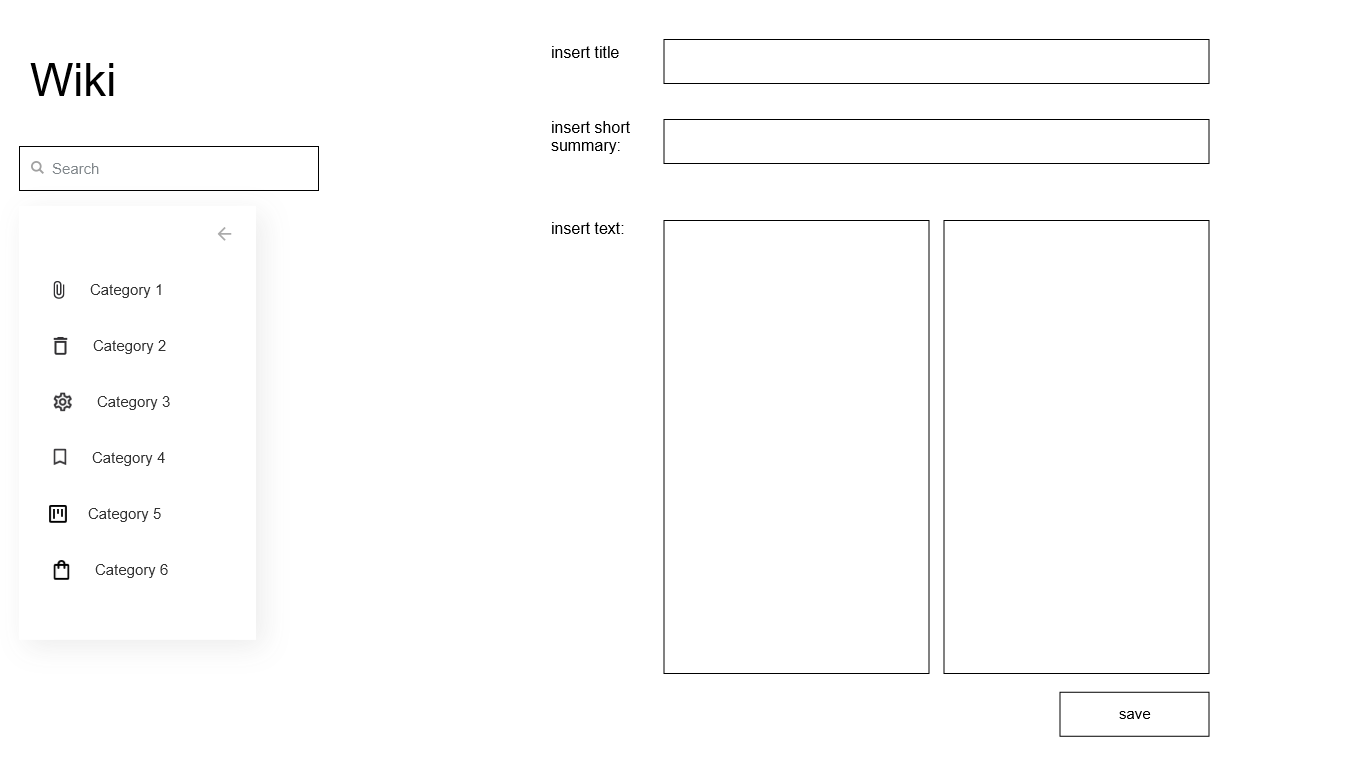 Wiki
Search
Category 1
Category 2
Category 3
Category 4
Category 5
Category 6
insert title
insert short
summary:
insert text:
save